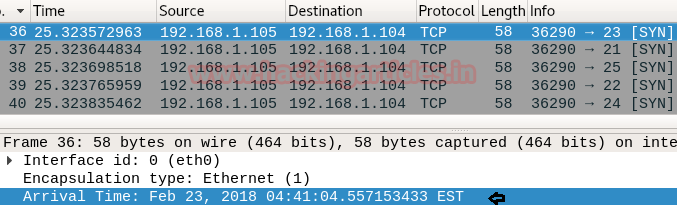 o. Time Source Destination Protocol Length Info
36 25.323572963 192.168.1.105 192.168.1.104 TCP 58 36290 → 23 [SYN]
37 25.323644834 192.168.1.105 192.168.1.104 TCP 58 36290 → 21 [SYN]
38 25.323698518 192.168.1.105 192.168.1.104 TCP 58 36290 → 25 [SYN]
39 25.323765959 192.168.1.105 192.168.1.104 TCP 58 36290 → 22 [SYN]
40 25.323835462 192.168.1.105 192.168.1.104 TCP 58 36290 → 24 [SYN]
Frame 36: 58 bytes on wire (464 bits), 58 bytes captured (464 bits) on inte
Interface id: 0 (eth0)
Encapsulation type: Ethernet (1)
Arrival Time: Feb 23, 2018 04:41:04.557153433 EST